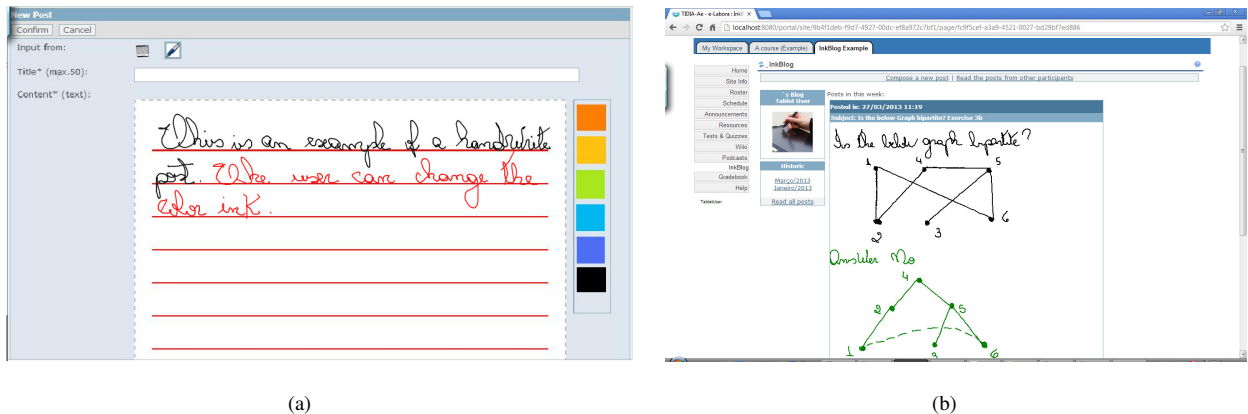 New Post
Confirm Cancel
Input from:
Title* (max.50):
Content* (text):
This is an example of a handwrite
post. The user can change the
color ink.
(a)
TIDIA-Ae - e-Labora : InkB
localhost:8080/portal/site/9b4f1deb-f9d7-4927-00dc-ef8a972c7bf1/page/fc9f5cef-a3a9-4521-0027-bd29bf7ed886
My Workspace A course (Example) InkBlog Example
Home
Site Info
Roster
Schedule
Announcements
Resources
Tests & Quizzes
Wiki
Podcasts
InkBlog
Gradebook
Help
TabletUser
InkBlog
Compose a new post | Read the posts from other participants
's Blog
Tablet User
Historic
Março/2013
Janeiro/2013
Read all posts
Posts in this week:
Posted in: 27/03/2013 11:19
Subject: Is the below Graph bipartite? Exercise 3b
Is the below graph bipartite?
1 4 5
2 3 6
Answer No
4
2 5
1 6
(b)